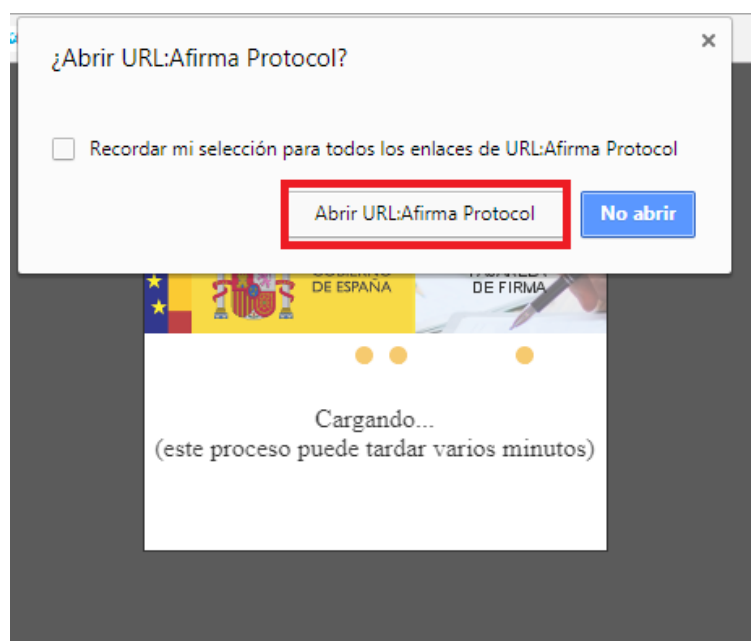 ¿Abrir URL:Afirma Protocol?
Recordar mi selección para todos los enlaces de URL:Afirma Protocol
Abrir URL:Afirma Protocol
No abrir
DE ESPAÑA
DE FIRMA
Cargando...
(este proceso puede tardar varios minutos)